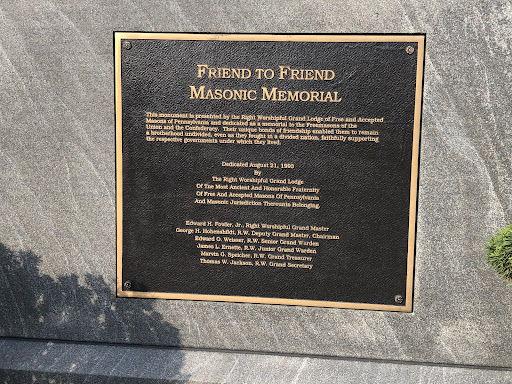 FRIEND TO FRIEND
MASONIC MEMORIAL
This monument is presented by the Right Worshipful Grand Lodge of Free and Accepted
Masons of Pennsylvania and dedicated as a memorial to the Freemasons of the
Union and the Confederacy. Their unique bonds of friendship enabled them to remain
a brotherhood undivided, even as they fought in a divided nation, faithfully supporting
the respective governments under which they lived.
Dedicated August 21, 1993
By
The Right Worshipful Grand Lodge
Of The Most Ancient And Honorable Fraternity
Of Free And Accepted Masons Of Pennsylvania
And Masonic Jurisdiction Thereunto Belonging.
Edward H. Fowler, Jr., Right Worshipful Grand Master
George H. Hohenshildt, R.W. Deputy Grand Master, Chairman
Edward O. Weisser, R.W. Senior Grand Warden
James L. Ernette, R.W. Junior Grand Warden
Marvin G. Speicher, R.W. Grand Treasurer
Thomas W. Jackson, R.W. Grand Secretary